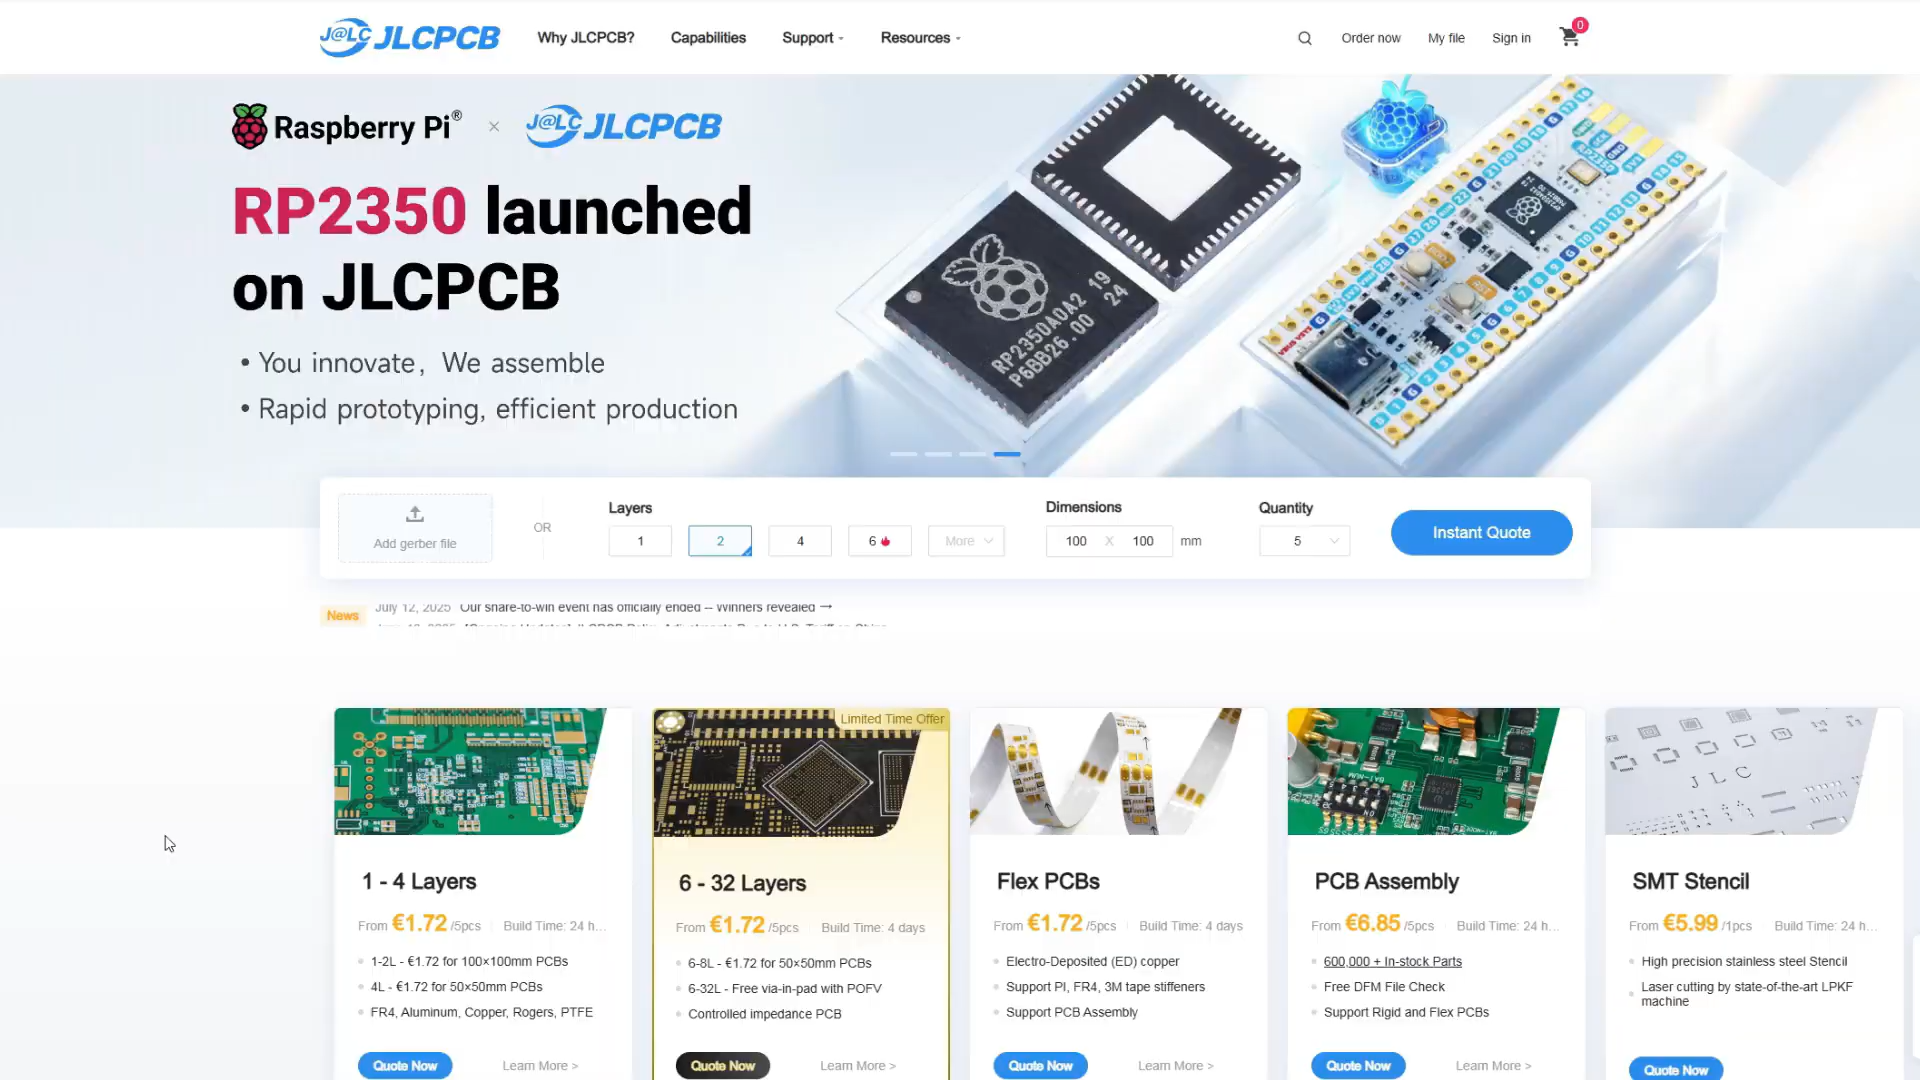 J@LC JLCPCB
Why JLCPCB?
Capabilities
Support
Resources
Order now
My file
Sign in
0
Raspberry Pi® × J@LC JLCPCB
RP2350 launched
on JLCPCB
• You innovate, We assemble
• Rapid prototyping, efficient production
RP2350A0A2 19
P6BB26.00 24
Add gerber file
OR
Layers
1
2
4
6
More
Dimensions
100 X 100 mm
Quantity
5
Instant Quote
News
July 12, 2025 Our share-to-win event has officially ended -- Winners revealed →
1 - 4 Layers
From €1.72 /5pcs
Build Time: 24 h...
1-2L - €1.72 for 100×100mm PCBs
4L - €1.72 for 50×50mm PCBs
FR4, Aluminum, Copper, Rogers, PTFE
Quote Now
Learn More >
Limited Time Offer
6 - 32 Layers
From €1.72 /5pcs
Build Time: 4 days
6-8L - €1.72 for 50×50mm PCBs
6-32L - Free via-in-pad with POFV
Controlled impedance PCB
Quote Now
Learn More >
Flex PCBs
From €1.72 /5pcs
Build Time: 4 days
Electro-Deposited (ED) copper
Support PI, FR4, 3M tape stiffeners
Support PCB Assembly
Quote Now
Learn More >
PCB Assembly
From €6.85 /5pcs
Build Time: 24 h...
600,000 + In-stock Parts
Free DFM File Check
Support Rigid and Flex PCBs
Quote Now
Learn More >
JLC
SMT Stencil
From €5.99 /1pcs
Build Time: 24 h...
High precision stainless steel Stencil
Laser cutting by state-of-the-art LPKF
machine
Quote Now